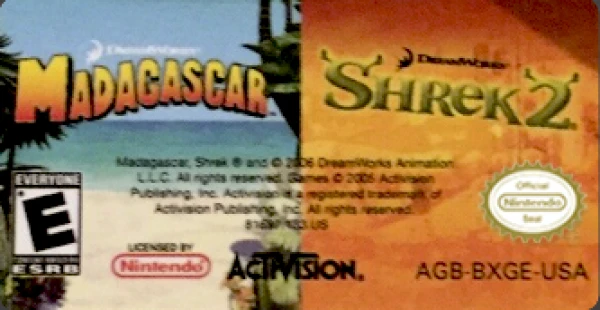 DREAMWORKS
MADAGASCAR™
DREAMWORKS
SHREK 2
Madagascar, Shrek ® and © 2005 DreamWorks Animation
L.L.C. All rights reserved. Games © 2005 Activision
Publishing, Inc. Activision is a registered trademark of
Activision Publishing, Inc. All rights reserved.
EVERYONE
E
ESRB
LICENSED BY
Nintendo
ACTIVISION.
Official
Nintendo
Seal
AGB-BXGE-USA